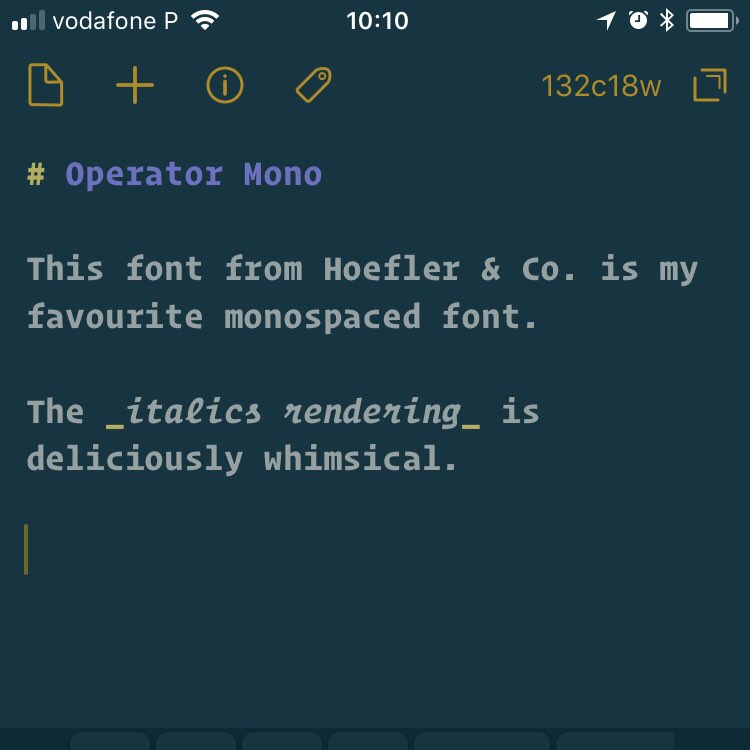 vodafone P 10:10
132c18w
# Operator Mono
This font from Hoefler & Co. is my
favourite monospaced font.
The _italics rendering_ is
deliciously whimsical.